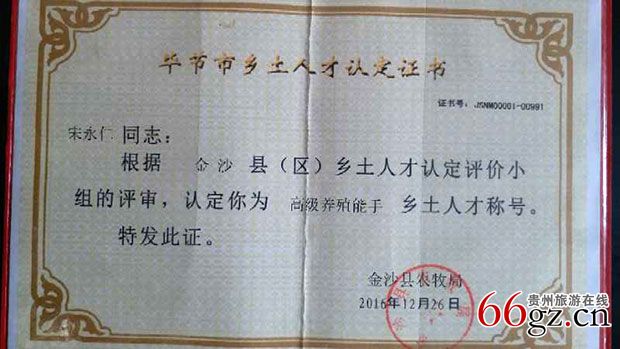 毕节市乡土人才认定证书
证书号：JSNM00001-00991
宋永仁 同志：
根据 金沙 县（区）乡土人才认定评价小
组的评审，认定你为 高级养殖能手 乡土人才称号。
特发此证。
金沙县农牧局
2016年12月26日
贵州旅游在线
66gz.cn